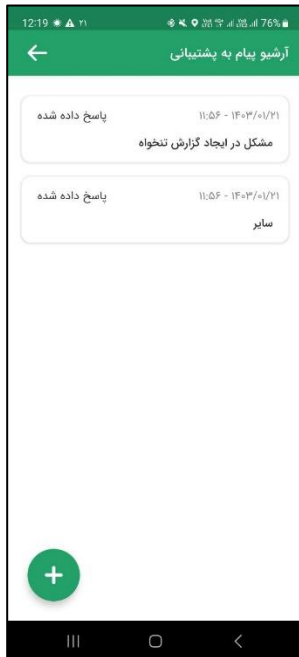 12:19 ۲۱ 76%
آرشیو پیام به پشتیبانی
۱۱:۵۶ - ۱۴۰۳/۰۱/۲۱ پاسخ داده شده
مشکل در ایجاد گزارش تنخواه
۱۱:۵۶ - ۱۴۰۳/۰۱/۲۱ پاسخ داده شده
سایر